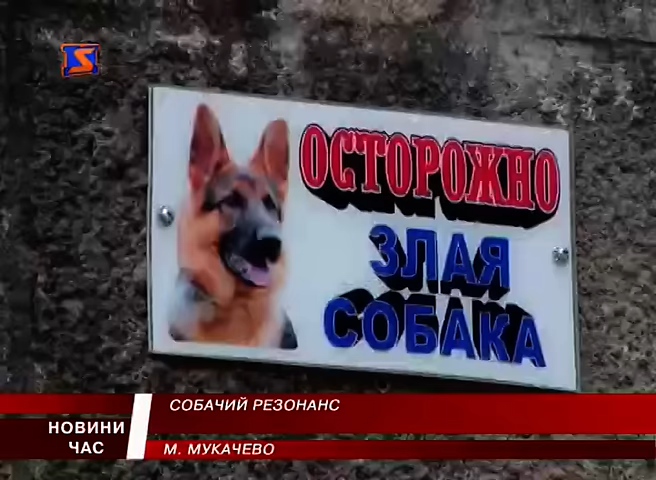 ОСТОРОЖНО
ЗЛАЯ
СОБАКА
СОБАЧИЙ РЕЗОНАНС
НОВИНИ
ЧАС
М. МУКАЧЕВО